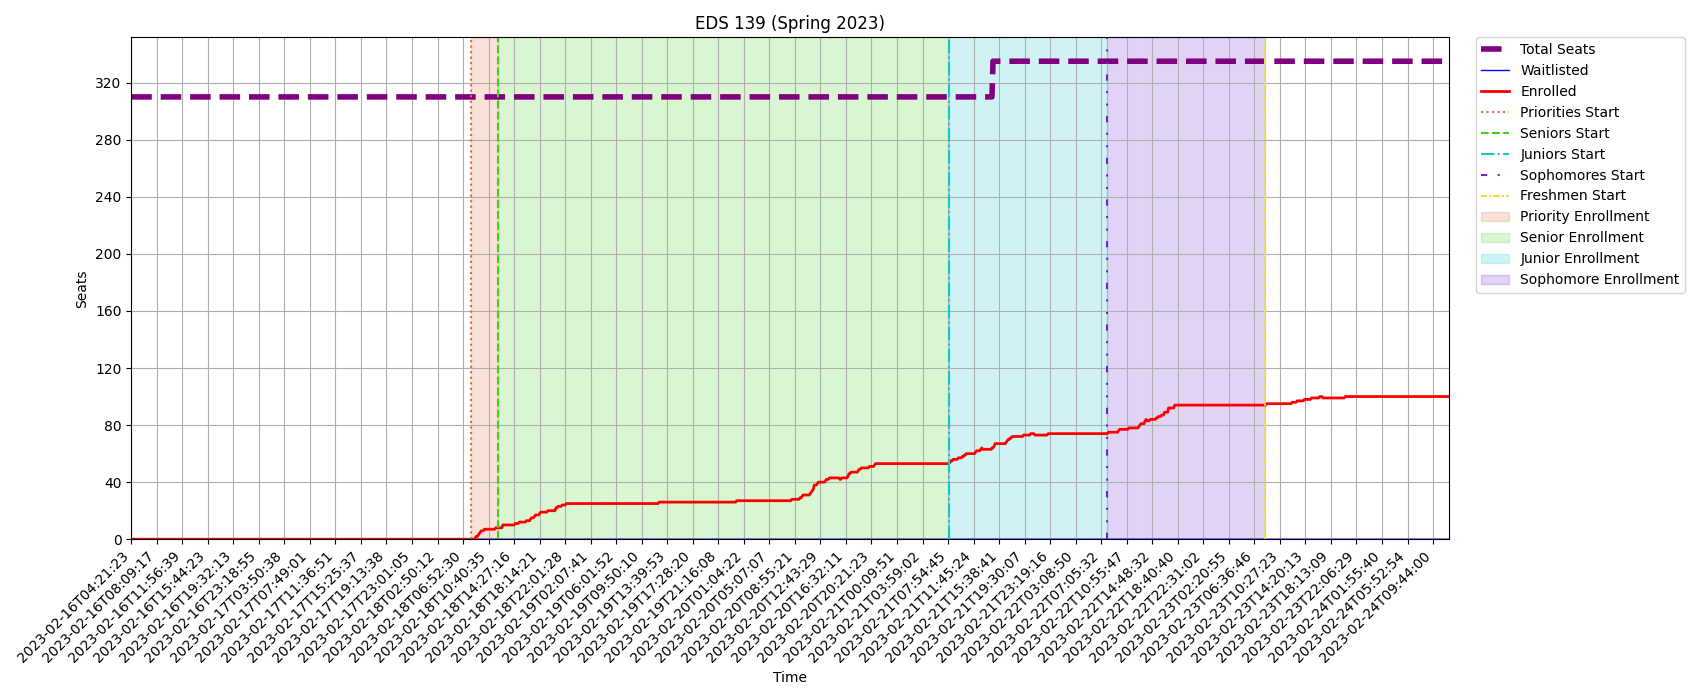 EDS 139 (Spring 2023)
Seats
320
280
240
200
160
120
80
40
0
2023-02-16T04:21:23
2023-02-16T08:09:17
2023-02-16T11:56:39
2023-02-16T15:44:23
2023-02-16T19:32:13
2023-02-16T23:18:55
2023-02-17T03:50:38
2023-02-17T07:49:01
2023-02-17T11:36:51
2023-02-17T15:25:37
2023-02-17T19:13:38
2023-02-17T23:01:05
2023-02-18T02:50:12
2023-02-18T06:52:30
2023-02-18T10:40:35
2023-02-18T14:27:16
2023-02-18T18:14:21
2023-02-18T22:01:28
2023-02-19T02:07:41
2023-02-19T06:01:52
2023-02-19T09:50:10
2023-02-19T13:39:53
2023-02-19T17:28:20
2023-02-19T21:16:08
2023-02-20T01:04:22
2023-02-20T05:07:07
2023-02-20T08:55:21
2023-02-20T12:43:29
2023-02-20T16:32:11
2023-02-20T20:21:23
2023-02-21T00:09:51
2023-02-21T03:59:02
2023-02-21T07:54:45
2023-02-21T11:45:24
2023-02-21T15:38:41
2023-02-21T19:30:07
2023-02-21T23:19:16
2023-02-22T03:08:50
2023-02-22T07:05:32
2023-02-22T10:55:47
2023-02-22T14:48:32
2023-02-22T18:40:40
2023-02-22T22:31:02
2023-02-23T02:20:55
2023-02-23T06:36:46
2023-02-23T10:27:23
2023-02-23T14:20:13
2023-02-23T18:13:09
2023-02-23T22:06:29
2023-02-24T01:55:40
2023-02-24T05:52:54
2023-02-24T09:44:00
Time
Total Seats
Waitlisted
Enrolled
Priorities Start
Seniors Start
Juniors Start
Sophomores Start
Freshmen Start
Priority Enrollment
Senior Enrollment
Junior Enrollment
Sophomore Enrollment